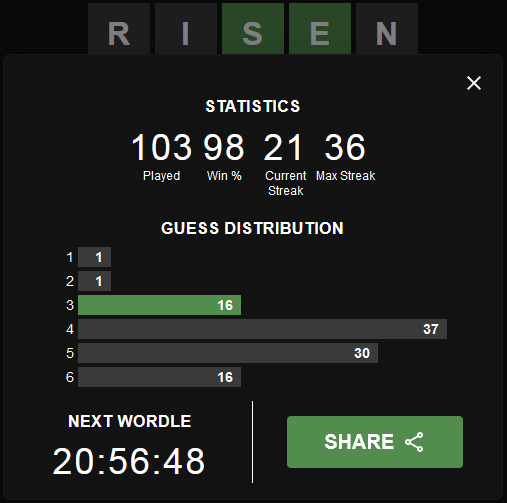 RISEN
STATISTICS
103 98 21 36
Played Win % Current Streak Max Streak
GUESS DISTRIBUTION
1 1
2 1
3 16
4 37
5 30
6 16
NEXT WORDLE
20:56:48
SHARE